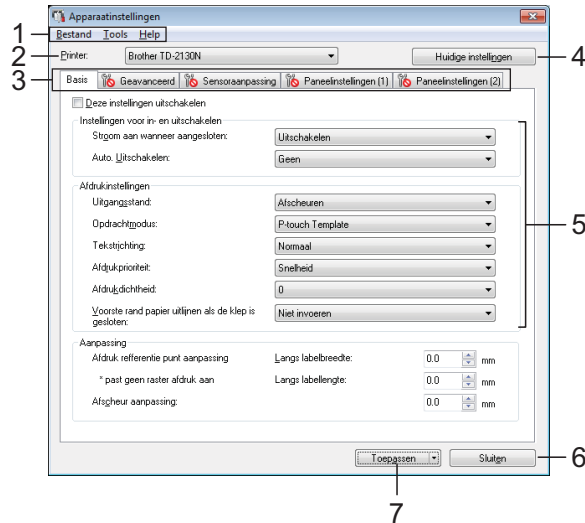 Apparaatinstellingen
1 Bestand Tools Help
2 Printer: Brother TD-2130N Huidige instellingen 4
3 Basis Geavanceerd Sensoraanpassing Paneelinstellingen (1) Paneelinstellingen (2)
Deze instellingen uitschakelen
Instellingen voor in- en uitschakelen
Stroom aan wanneer aangesloten: Uitschakelen
Auto. Uitschakelen: Geen
Afdrukinstellingen
Uitgangsstand: Afscheuren
5
Opdrachtmodus: P-touch Template
Tekstrichting: Normaal
Afdrukprioriteit: Snelheid
Afdrukdichtheid: 0
Voorste rand papier uitlijnen als de klep is
gesloten: Niet invoeren
Aanpassing
Afdruk refferentie punt aanpassing Langs labelbreedte: 0.0 mm
* past geen raster afdruk aan Langs labellengte: 0.0 mm
Afscheur aanpassing: 0.0 mm
Toepassen Sluiten 6
7